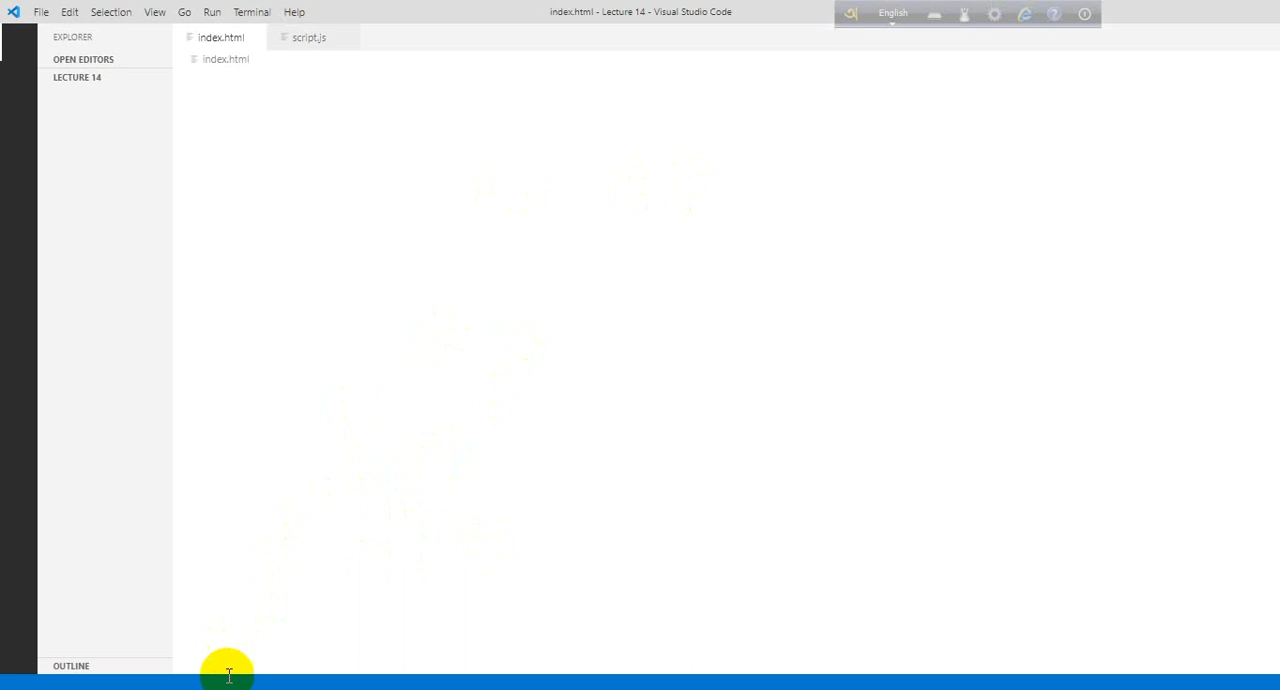 File Edit Selection View Go Run Terminal Help
index.html - Lecture 14 - Visual Studio Code
English
EXPLORER
index.html
script.js
OPEN EDITORS
index.html
LECTURE 14
OUTLINE